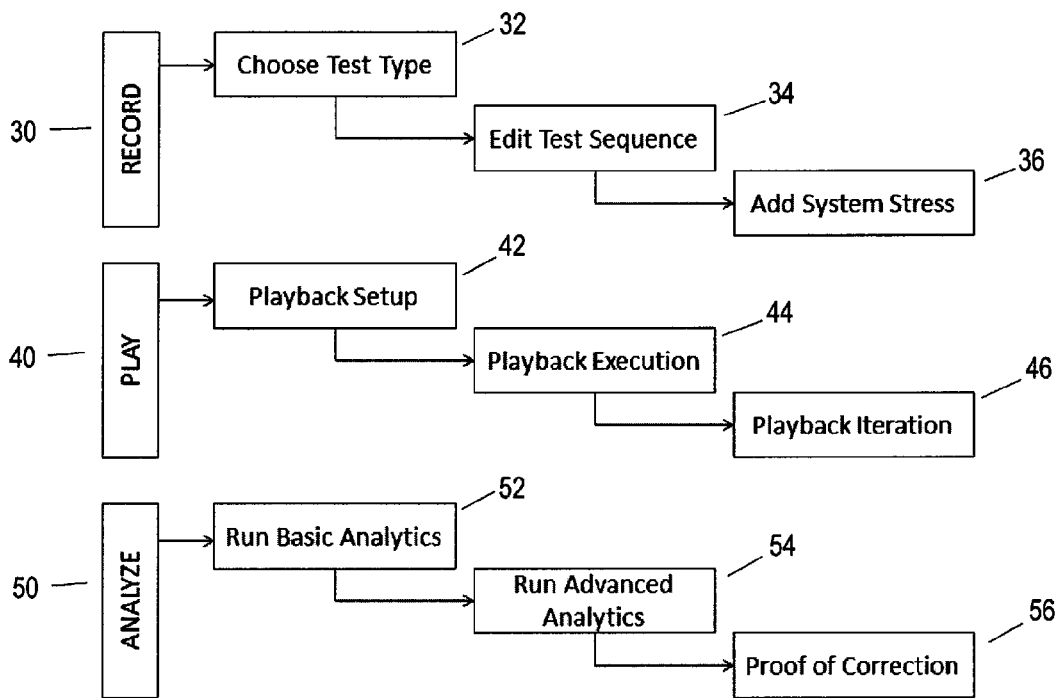 32
RECORD
Choose Test Type
34
30
Edit Test Sequence
36
Add System Stress
42
PLAY
Playback Setup
44
40
Playback Execution
46
Playback Iteration
52
ANALYZE
Run Basic Analytics
54
50
Run Advanced
Analytics
56
Proof of Correction